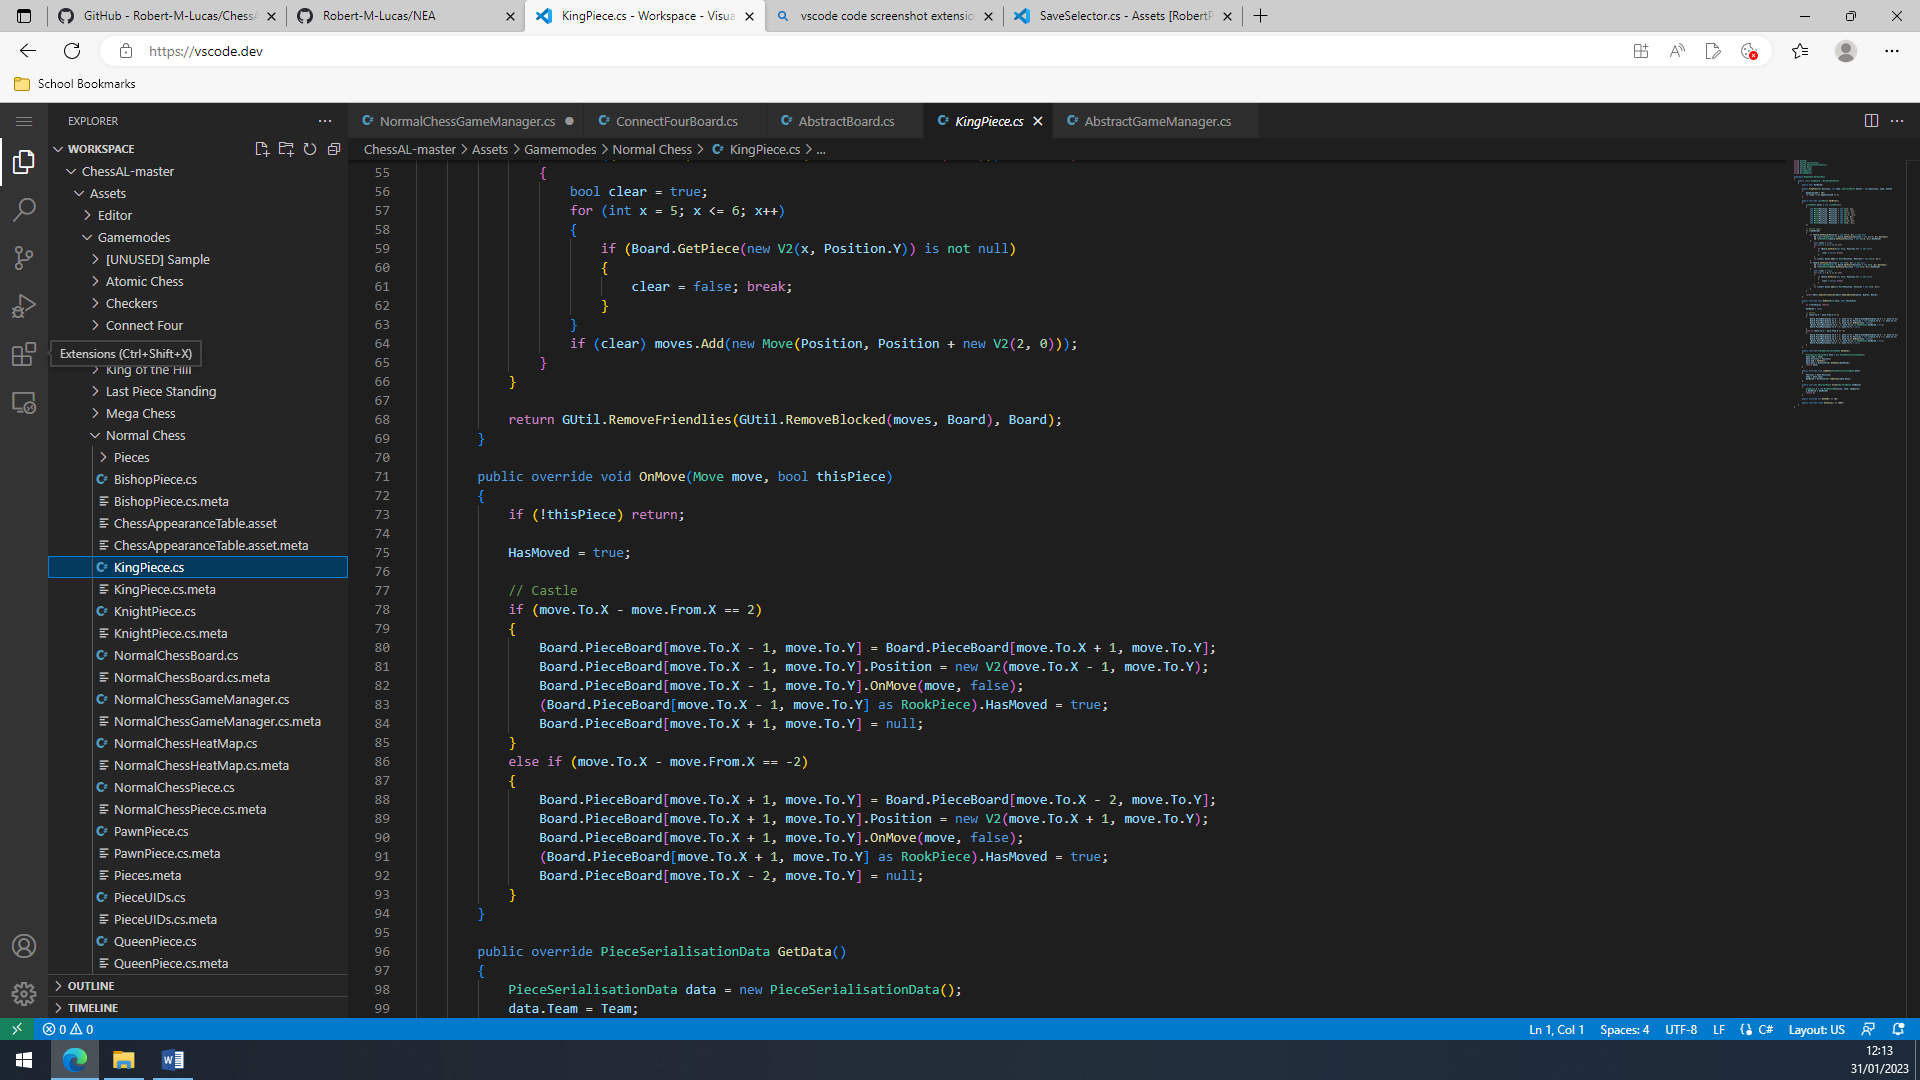 GitHub - Robert-M-Lucas/ChessA
Robert-M-Lucas/NEA
KingPiece.cs - Workspace - Visua
vscode code screenshot extensio
SaveSelector.cs - Assets [RobertP
https://vscode.dev
School Bookmarks
EXPLORER
NormalChessGameManager.cs
ConnectFourBoard.cs
AbstractBoard.cs
KingPiece.cs
AbstractGameManager.cs
WORKSPACE
ChessAL-master > Assets > Gamemodes > Normal Chess > KingPiece.cs > ...
ChessAL-master
Assets
Editor
Gamemodes
[UNUSED] Sample
Atomic Chess
Checkers
Connect Four
Extensions (Ctrl+Shift+X)
King of the Hill
Last Piece Standing
Mega Chess
Normal Chess
Pieces
BishopPiece.cs
BishopPiece.cs.meta
ChessAppearanceTable.asset
ChessAppearanceTable.asset.meta
KingPiece.cs
KingPiece.cs.meta
KnightPiece.cs
KnightPiece.cs.meta
NormalChessBoard.cs
NormalChessBoard.cs.meta
NormalChessGameManager.cs
NormalChessGameManager.cs.meta
NormalChessHeatMap.cs
NormalChessHeatMap.cs.meta
NormalChessPiece.cs
NormalChessPiece.cs.meta
PawnPiece.cs
PawnPiece.cs.meta
Pieces.meta
PieceUIDs.cs
PieceUIDs.cs.meta
QueenPiece.cs
QueenPiece.cs.meta
OUTLINE
TIMELINE
55 {
56 bool clear = true;
57 for (int x = 5; x <= 6; x++)
58 {
59 if (Board.GetPiece(new V2(x, Position.Y)) is not null)
60 {
61 clear = false; break;
62 }
63 }
64 if (clear) moves.Add(new Move(Position, Position + new V2(2, 0)));
65 }
66 }
67
68 return GUtil.RemoveFriendlies(GUtil.RemoveBlocked(moves, Board), Board);
69 }
70
71 public override void OnMove(Move move, bool thisPiece)
72 {
73 if (!thisPiece) return;
74
75 HasMoved = true;
76
77 // Castle
78 if (move.To.X - move.From.X == 2)
79 {
80 Board.PieceBoard[move.To.X - 1, move.To.Y] = Board.PieceBoard[move.To.X + 1, move.To.Y];
81 Board.PieceBoard[move.To.X - 1, move.To.Y].Position = new V2(move.To.X - 1, move.To.Y);
82 Board.PieceBoard[move.To.X - 1, move.To.Y].OnMove(move, false);
83 (Board.PieceBoard[move.To.X - 1, move.To.Y] as RookPiece).HasMoved = true;
84 Board.PieceBoard[move.To.X + 1, move.To.Y] = null;
85 }
86 else if (move.To.X - move.From.X == -2)
87 {
88 Board.PieceBoard[move.To.X + 1, move.To.Y] = Board.PieceBoard[move.To.X - 2, move.To.Y];
89 Board.PieceBoard[move.To.X + 1, move.To.Y].Position = new V2(move.To.X + 1, move.To.Y);
90 Board.PieceBoard[move.To.X + 1, move.To.Y].OnMove(move, false);
91 (Board.PieceBoard[move.To.X + 1, move.To.Y] as RookPiece).HasMoved = true;
92 Board.PieceBoard[move.To.X - 2, move.To.Y] = null;
93 }
94 }
95
96 public override PieceSerialisationData GetData()
97 {
98 PieceSerialisationData data = new PieceSerialisationData();
99 data.Team = Team;
0 0
Ln 1, Col 1 Spaces: 4 UTF-8 LF C# Layout: US
12:13
31/01/2023